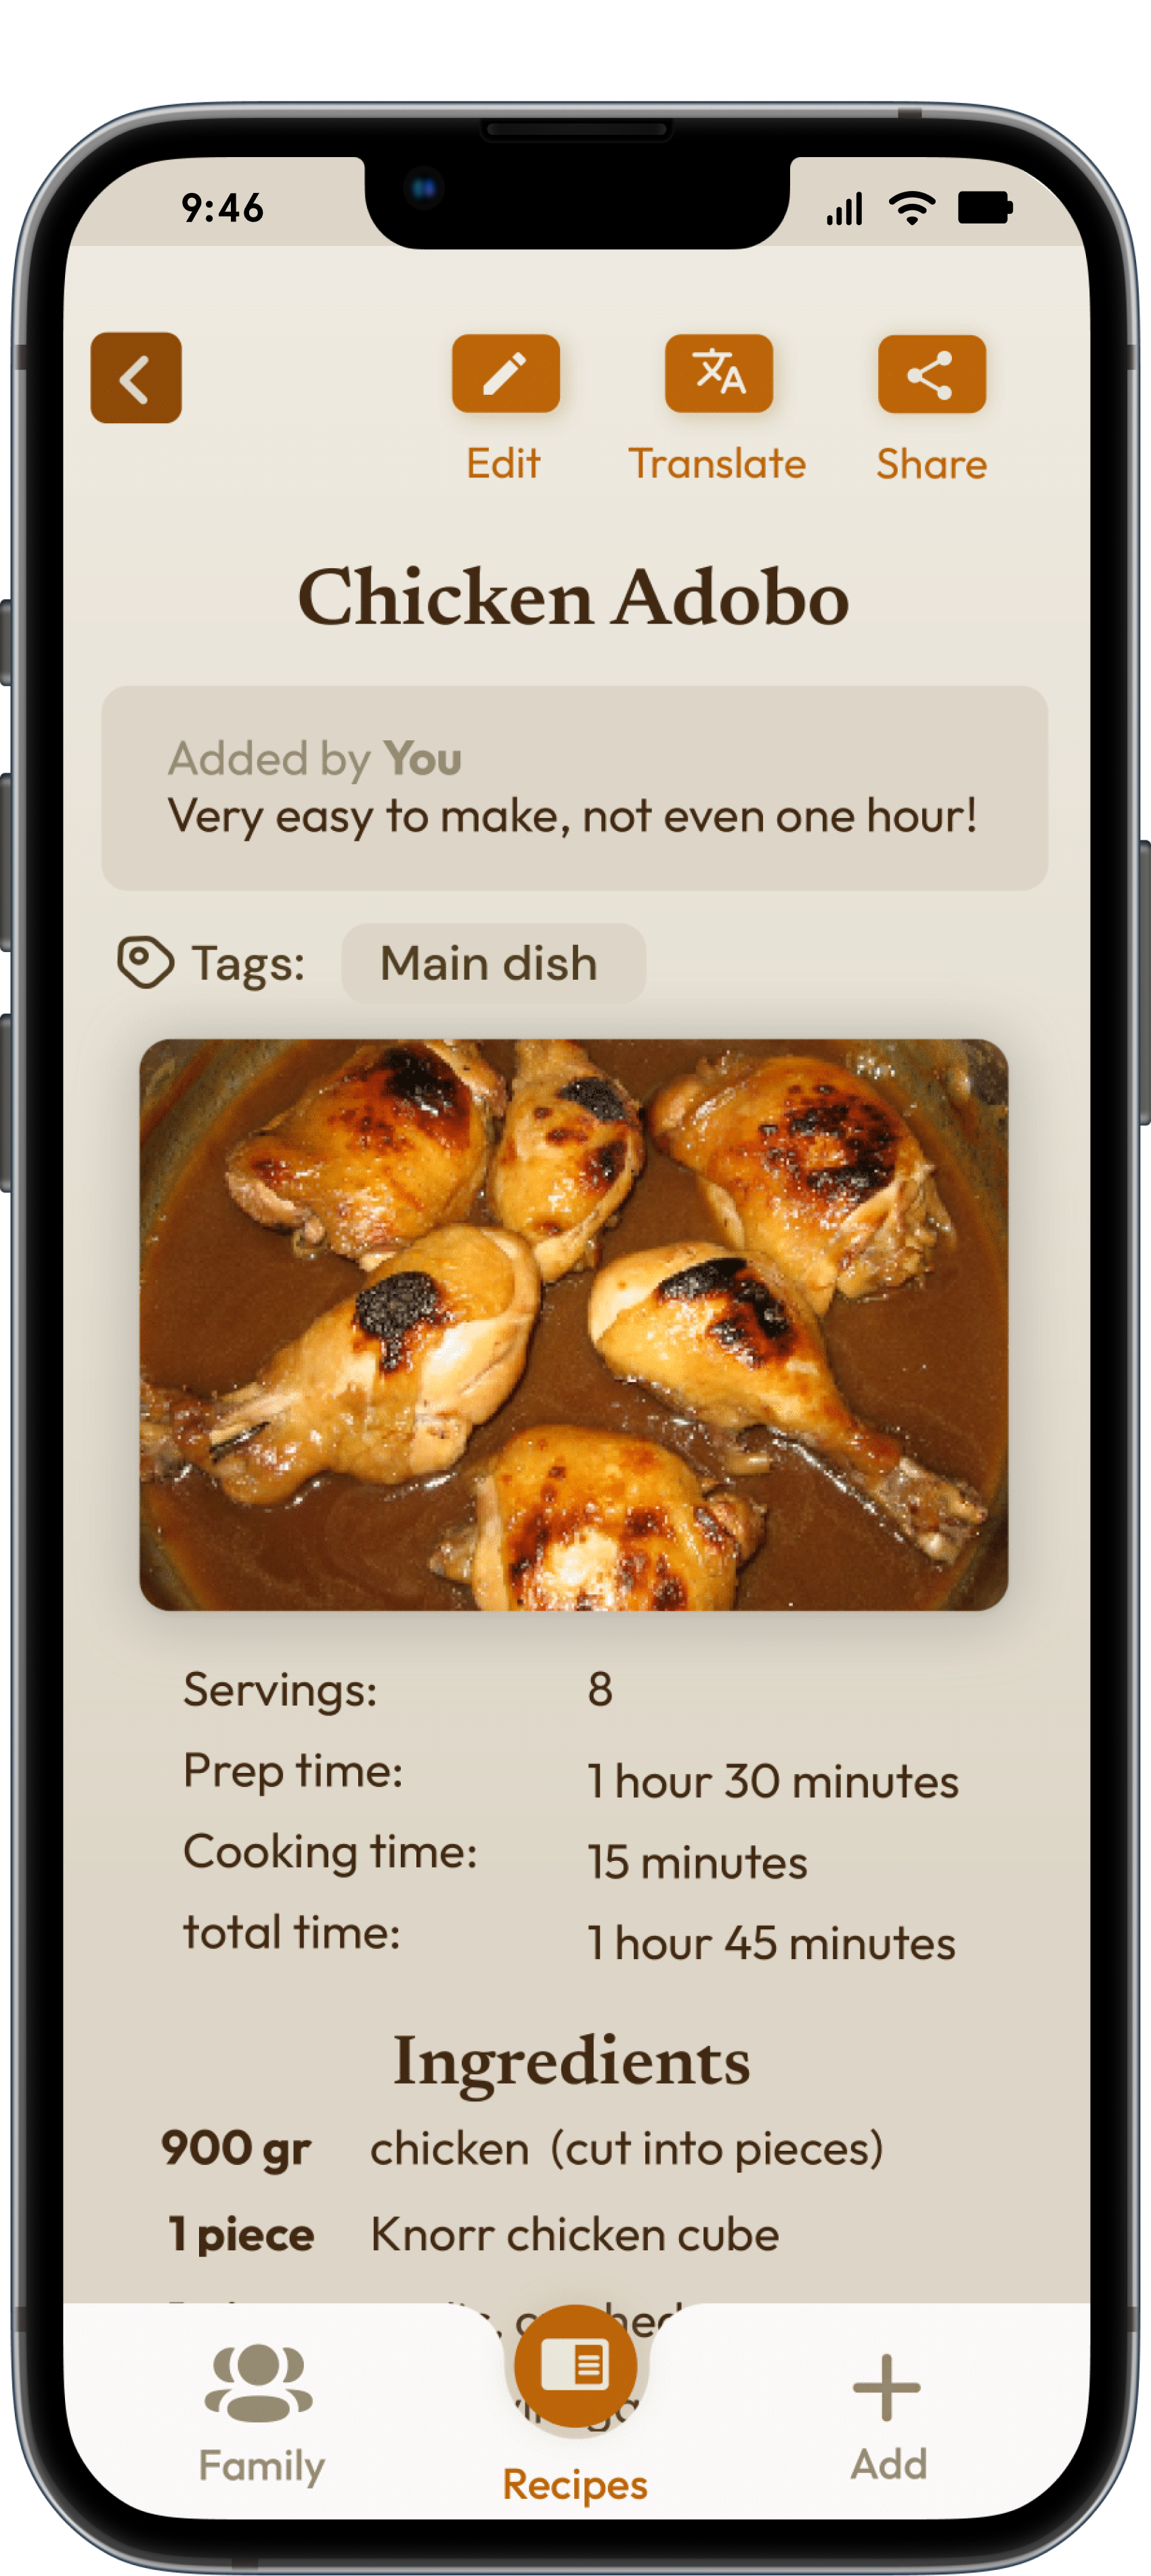 9:46
Edit Translate Share
Chicken Adobo
Added by You
Very easy to make, not even one hour!
Tags: Main dish
Servings: 8
Prep time: 1 hour 30 minutes
Cooking time: 15 minutes
total time: 1 hour 45 minutes
Ingredients
900 gr chicken (cut into pieces)
1 piece Knorr chicken cube
Family Recipes Add